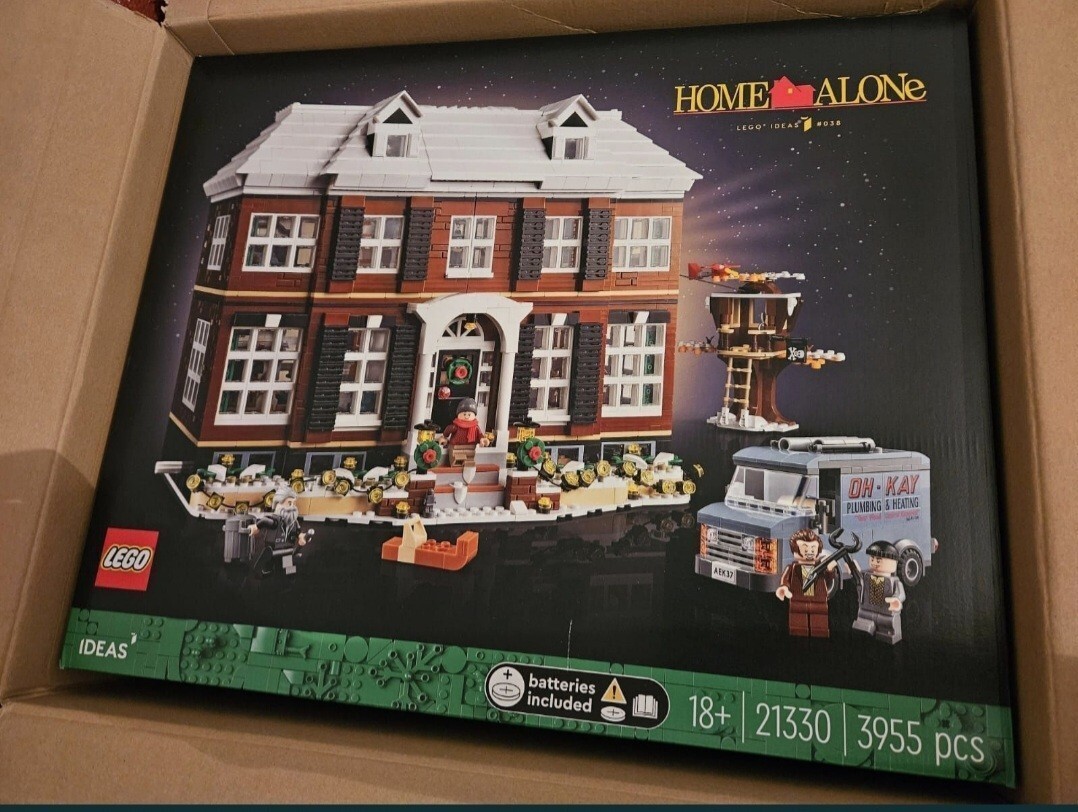 HOME ALONe
LEGO® IDEAS #038
OH-KAY
PLUMBING & HEATING
AEK37
LEGO
IDEAS
batteries
included
18+ 21330 3955 pcs